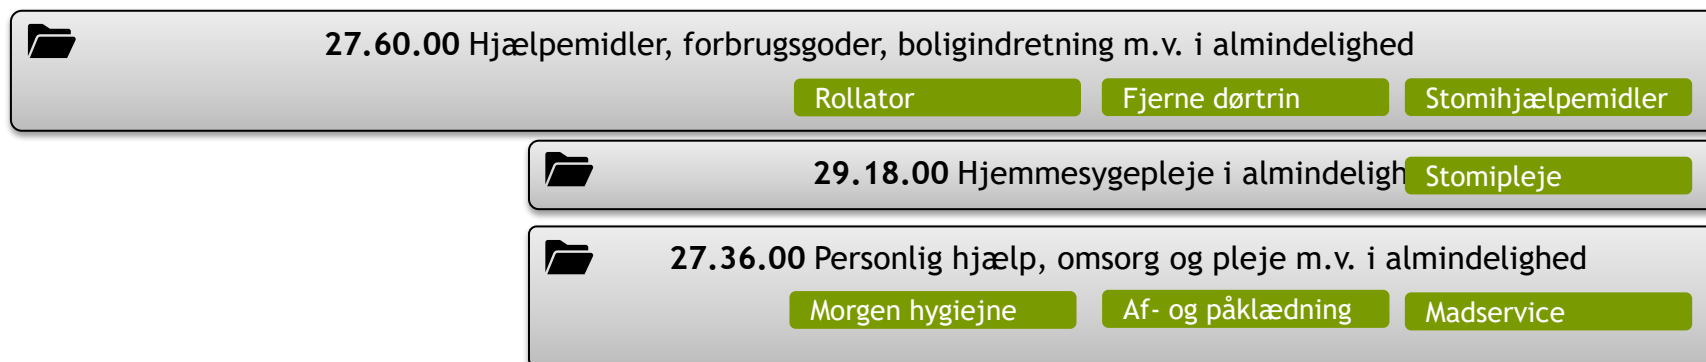 27.60.00 Hjælpemidler, forbrugsgoder, boligindretning m.v. i almindelighed
Rollator Fjerne dørtrin Stomihjælpemidler
29.18.00 Hjemmesygepleje i almindeligh Stomipleje
27.36.00 Personlig hjælp, omsorg og pleje m.v. i almindelighed
Morgen hygiejne Af- og påklædning Madservice